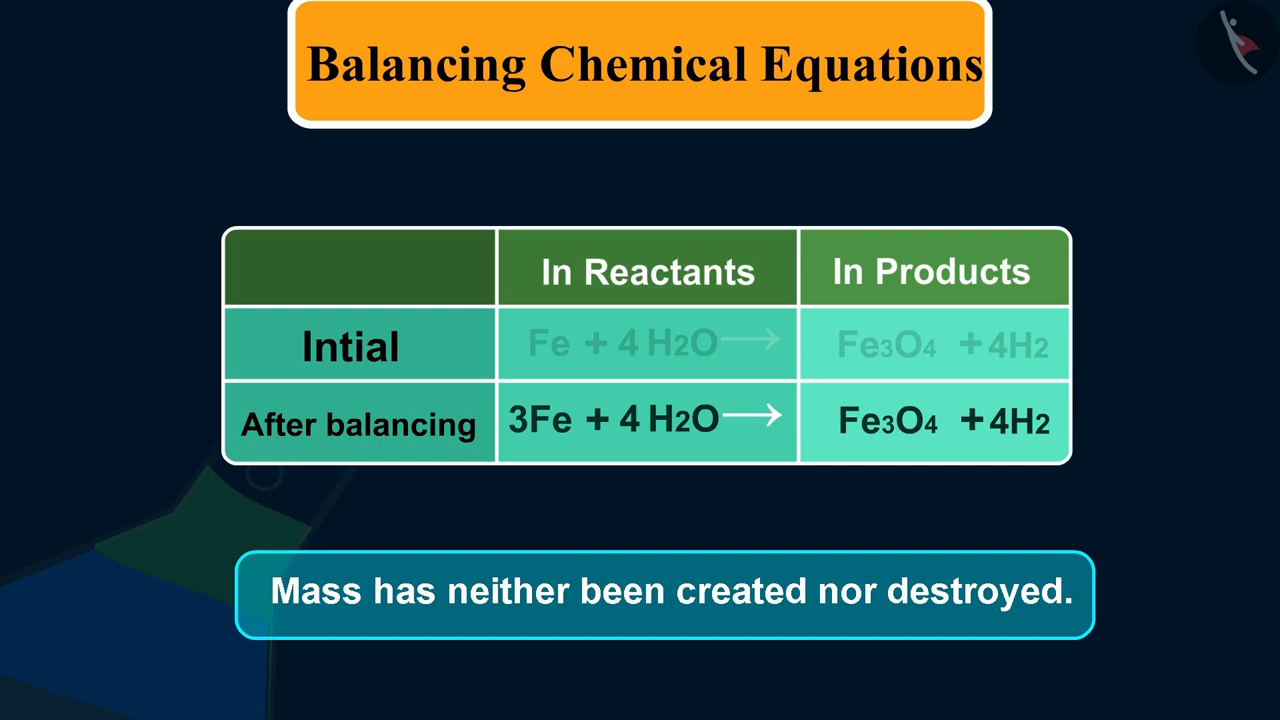 Balancing Chemical Equations
In Reactants In Products
Intial Fe + 4 H2O → Fe3O4 + 4H2
After balancing 3Fe + 4 H2O → Fe3O4 + 4H2
Mass has neither been created nor destroyed.